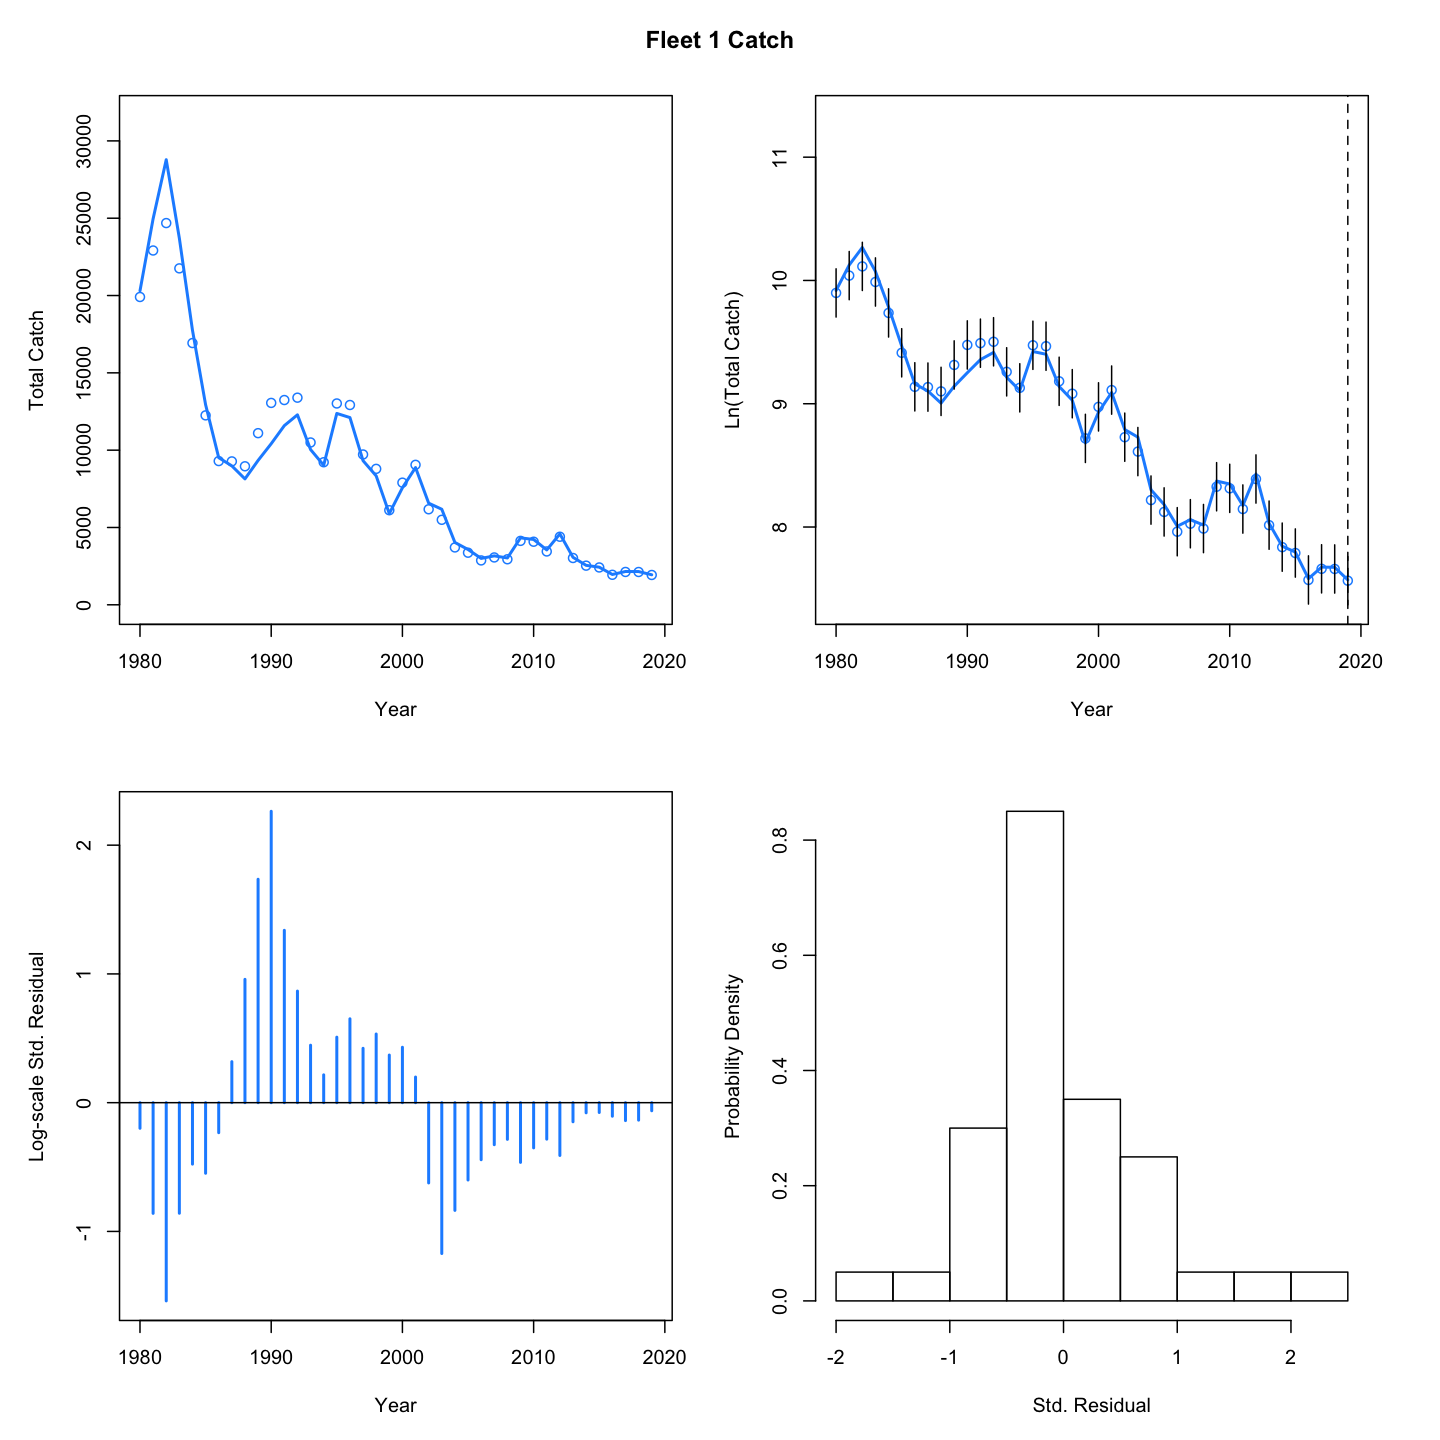 Fleet 1 Catch
Total Catch
30000
25000
20000
15000
10000
5000
0
1980 1990 2000 2010 2020
Year
Ln(Total Catch)
11
10
9
8
1980 1990 2000 2010 2020
Year
Log-scale Std. Residual
2
1
0
-1
1980 1990 2000 2010 2020
Year
Probability Density
0.8
0.6
0.4
0.2
0.0
-2 -1 0 1 2
Std. Residual